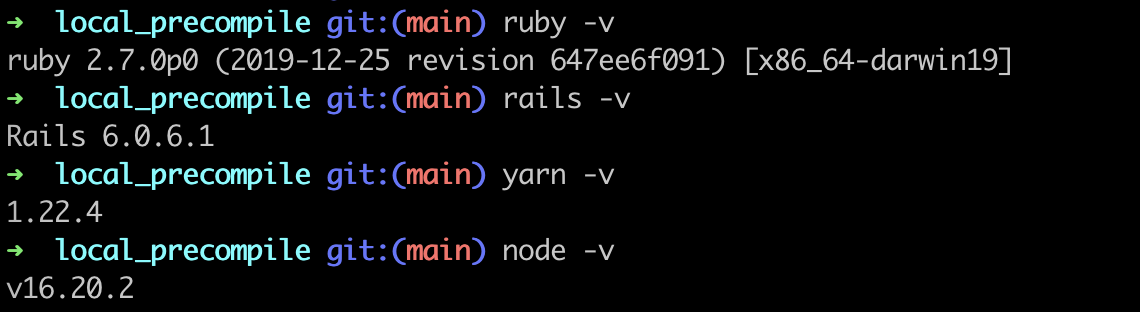 ➜  local_precompile git:(main) ruby -v
ruby 2.7.0p0 (2019-12-25 revision 647ee6f091) [x86_64-darwin19]
➜  local_precompile git:(main) rails -v
Rails 6.0.6.1
➜  local_precompile git:(main) yarn -v
1.22.4
➜  local_precompile git:(main) node -v
v16.20.2